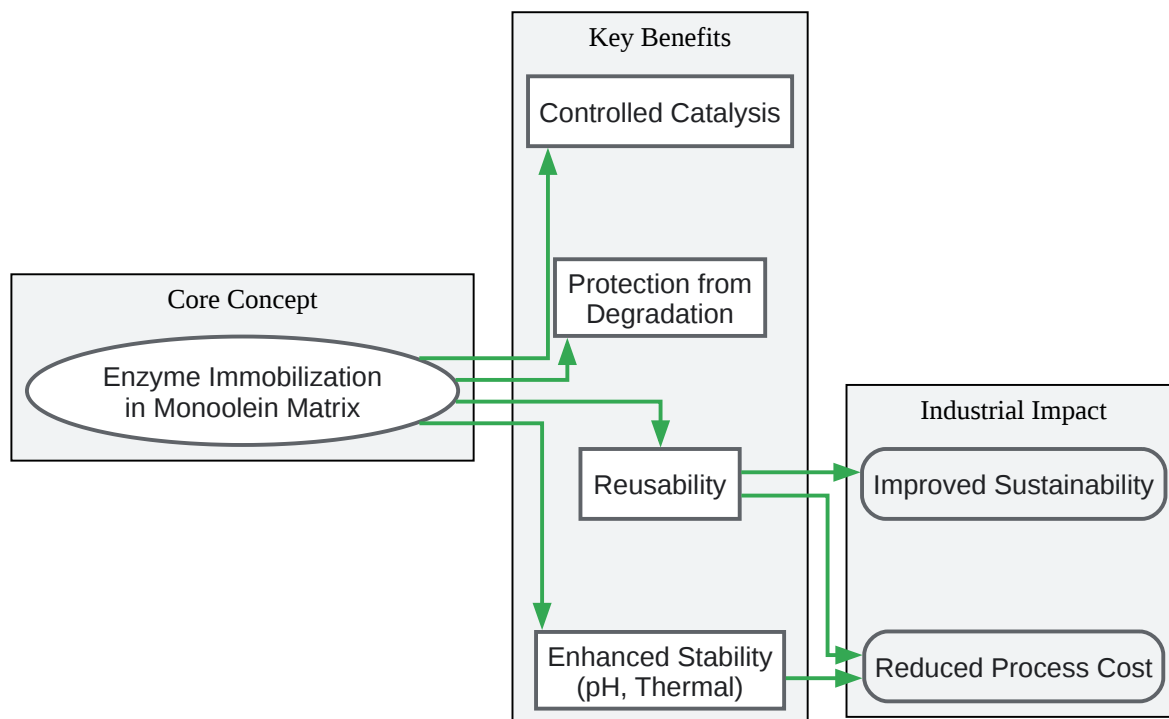 Key Benefits
Controlled Catalysis
Protection from
Degradation
Core Concept
Enzyme Immobilization
in Monoolein Matrix
Industrial Impact
Reusability
Improved Sustainability
Enhanced Stability
(pH, Thermal)
Reduced Process Cost